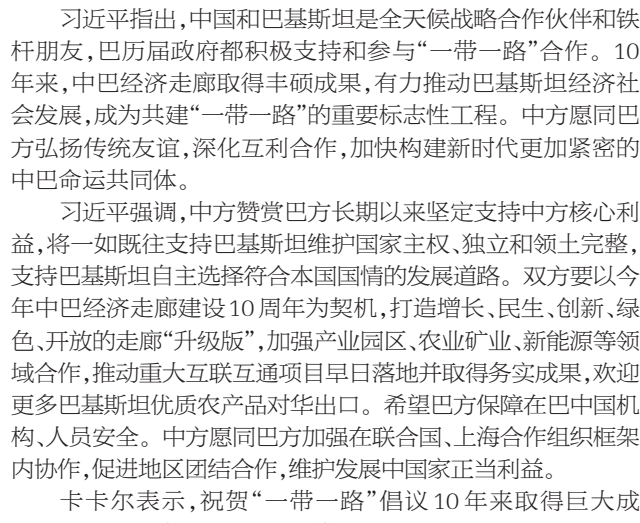 习近平指出,中国和巴基斯坦是全天候战略合作伙伴和铁
杆朋友,巴历届政府都积极支持和参与“一带一路”合作。10
年来,中巴经济走廊取得丰硕成果,有力推动巴基斯坦经济社
会发展,成为共建“一带一路”的重要标志性工程。中方愿同巴
方弘扬传统友谊,深化互利合作,加快构建新时代更加紧密的
中巴命运共同体。
习近平强调,中方赞赏巴方长期以来坚定支持中方核心利
益,将一如既往支持巴基斯坦维护国家主权、独立和领土完整,
支持巴基斯坦自主选择符合本国国情的发展道路。双方要以今
年中巴经济走廊建设10周年为契机,打造增长、民生、创新、绿
色、开放的走廊“升级版”,加强产业园区、农业矿业、新能源等领
域合作,推动重大互联互通项目早日落地并取得务实成果,欢迎
更多巴基斯坦优质农产品对华出口。希望巴方保障在巴中国机
构、人员安全。中方愿同巴方加强在联合国、上海合作组织框架
内协作,促进地区团结合作,维护发展中国家正当利益。
卡卡尔表示,祝贺“一带一路”倡议10年来取得巨大成